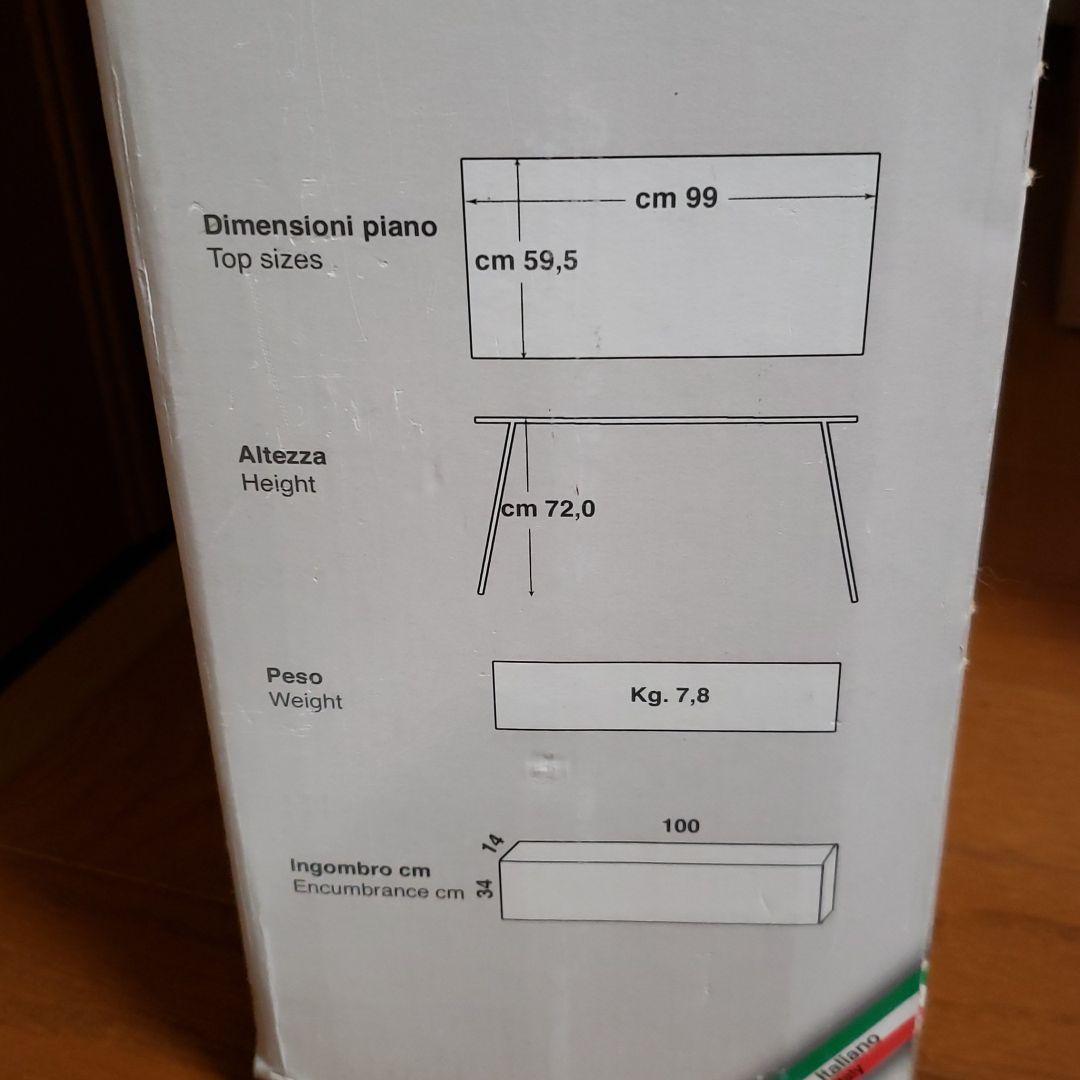 cm 99
Dimensioni piano
Top sizes
cm 59,5
Altezza
Height
cm 72,0
Peso
Weight
Kg. 7,8
100
14
Ingombro cm
Encumbrance cm
34
italiano